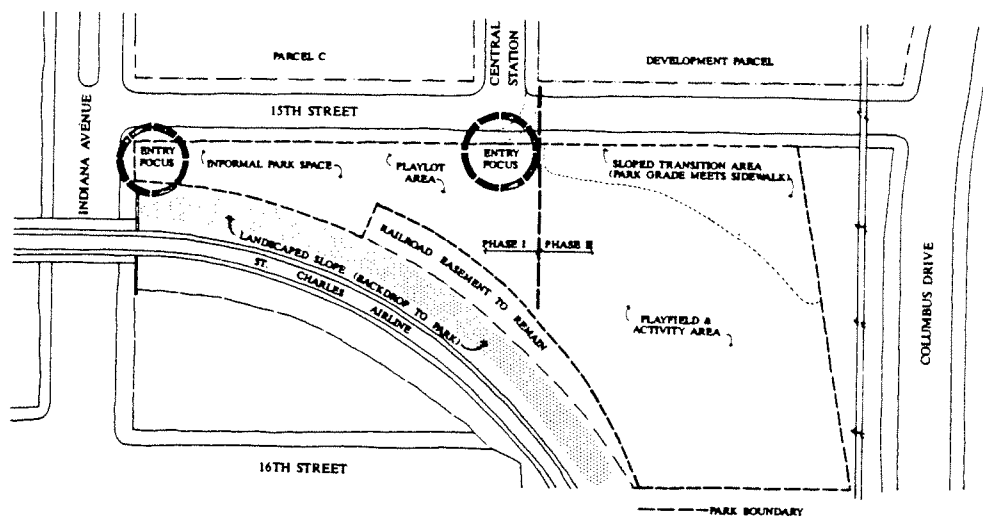 PARCEL C
CENTRAL
STATION
DEVELOPMENT PARCEL
INDIANA AVENUE
15TH STREET
ENTRY
FOCUS
INFORMAL PARK SPACE
PLAYLOT
AREA
ENTRY
FOCUS
SLOPED TRANSITION AREA
(PARK GRADE MEETS SIDEWALK)
LANDSCAPED SLOPE (BACKDROP TO PARK)
RAILROAD EASEMENT TO REMAIN
PHASE I
PHASE II
ST. CHARLES AIRLINE
PLAYFIELD &
ACTIVITY AREA
COLUMBUS DRIVE
16TH STREET
PARK BOUNDARY